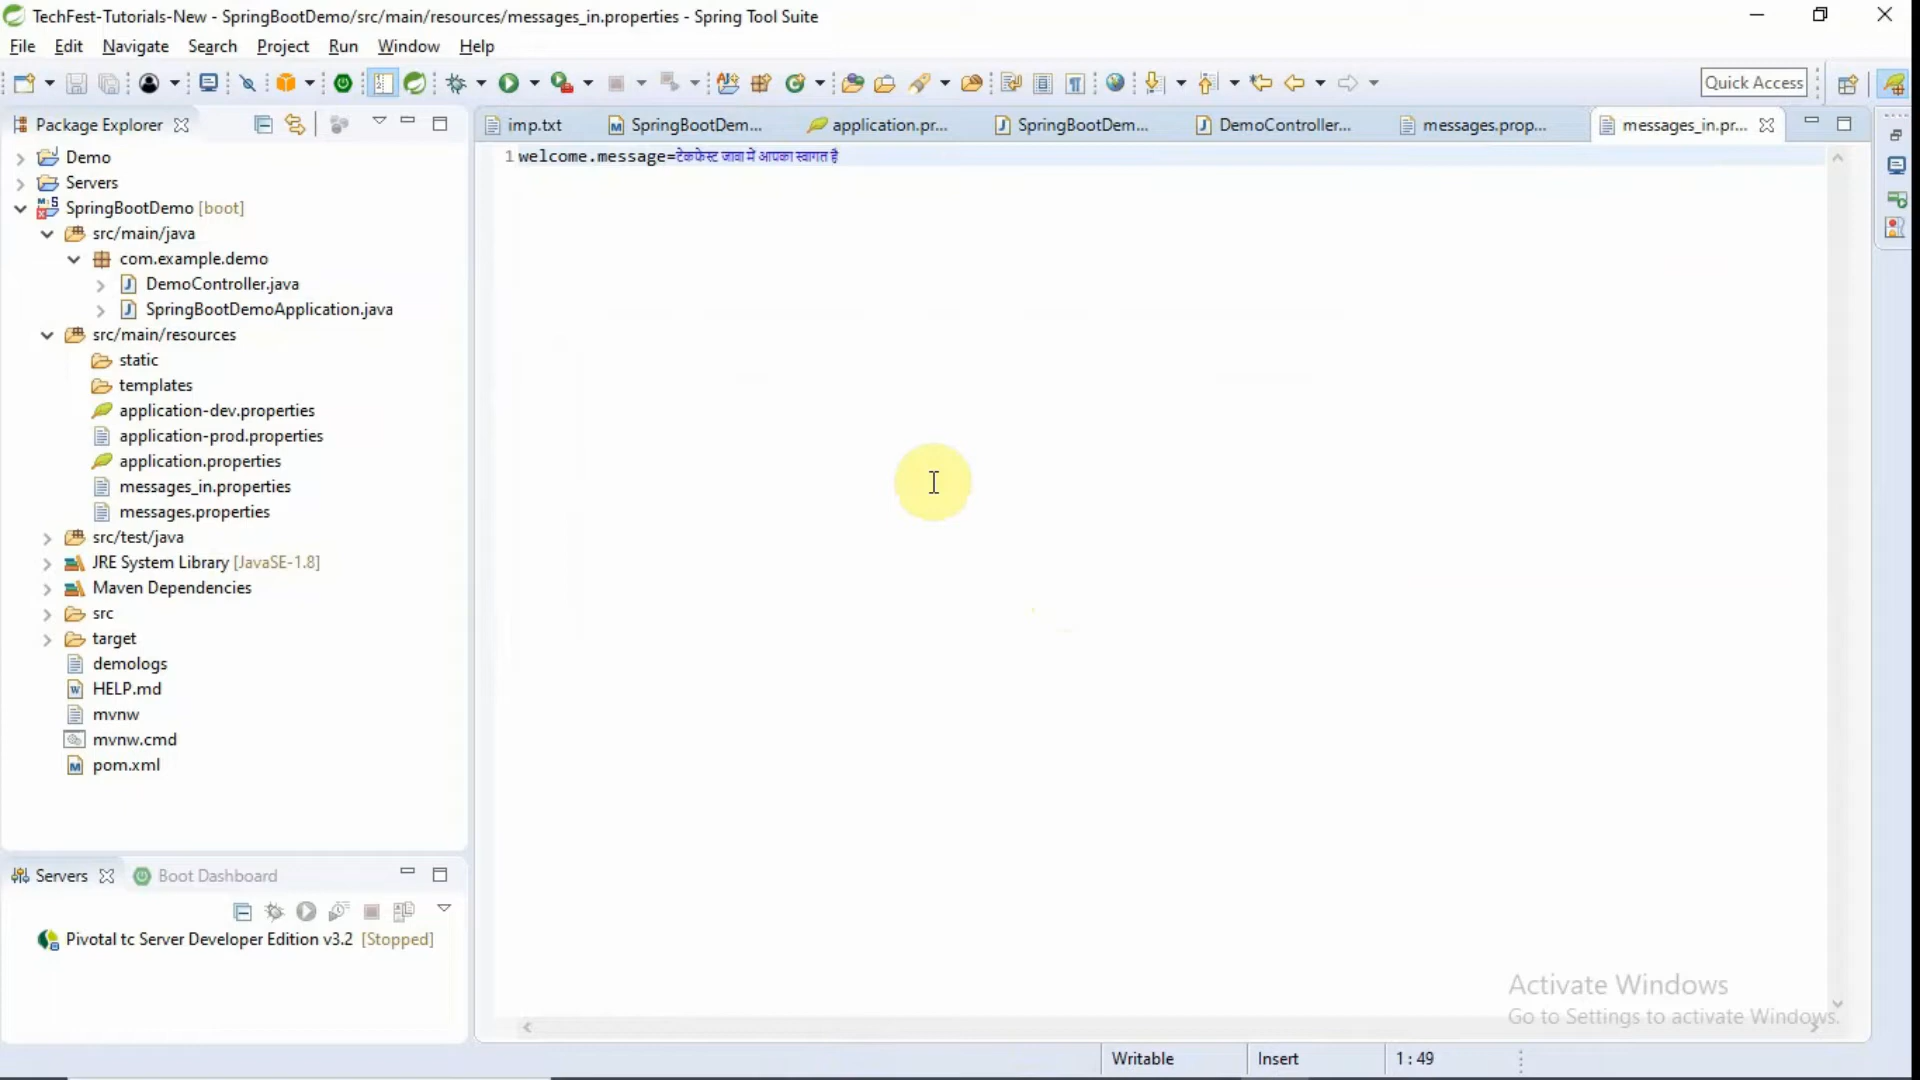 TechFest-Tutorials-New - SpringBootDemo/src/main/resources/messages_in.properties - Spring Tool Suite
File Edit Navigate Search Project Run Window Help
Quick Access
Package Explorer
imp.txt SpringBootDem... application.pr... SpringBootDem... DemoController... messages.prop... messages_in.pr...
1 welcome.message=टेकफेस्ट जावा में आपका स्वागत है
Demo
Servers
SpringBootDemo [boot]
src/main/java
com.example.demo
DemoController.java
SpringBootDemoApplication.java
src/main/resources
static
templates
application-dev.properties
application-prod.properties
application.properties
messages_in.properties
messages.properties
src/test/java
JRE System Library [JavaSE-1.8]
Maven Dependencies
src
target
demologs
HELP.md
mvnw
mvnw.cmd
pom.xml
Servers Boot Dashboard
Pivotal tc Server Developer Edition v3.2 [Stopped]
Activate Windows
Go to Settings to activate Windows.
Writable Insert 1 : 49